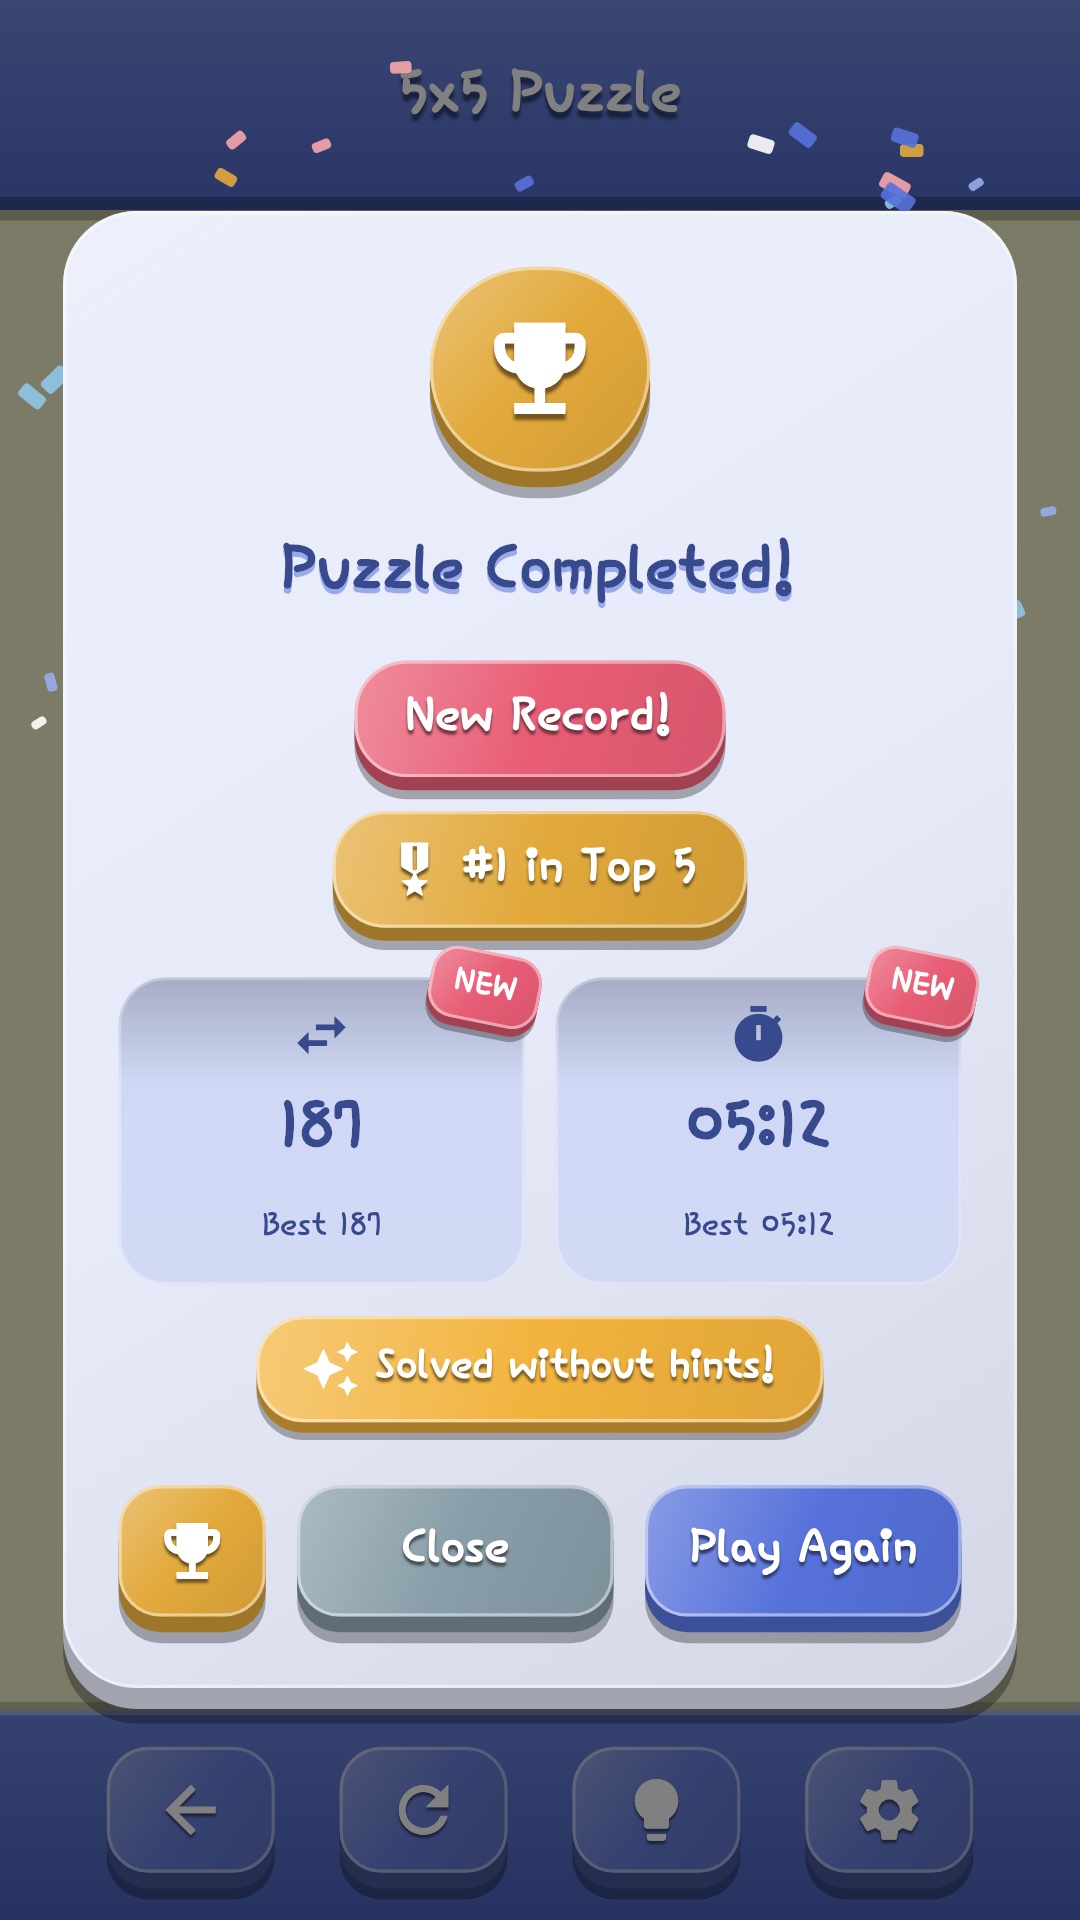 5x5 Puzzle
Puzzle Completed!
New Record!
#1 in Top 5
NEW
NEW
187
05:12
Best 187
Best 05:12
Solved without hints!
Close
Play Again